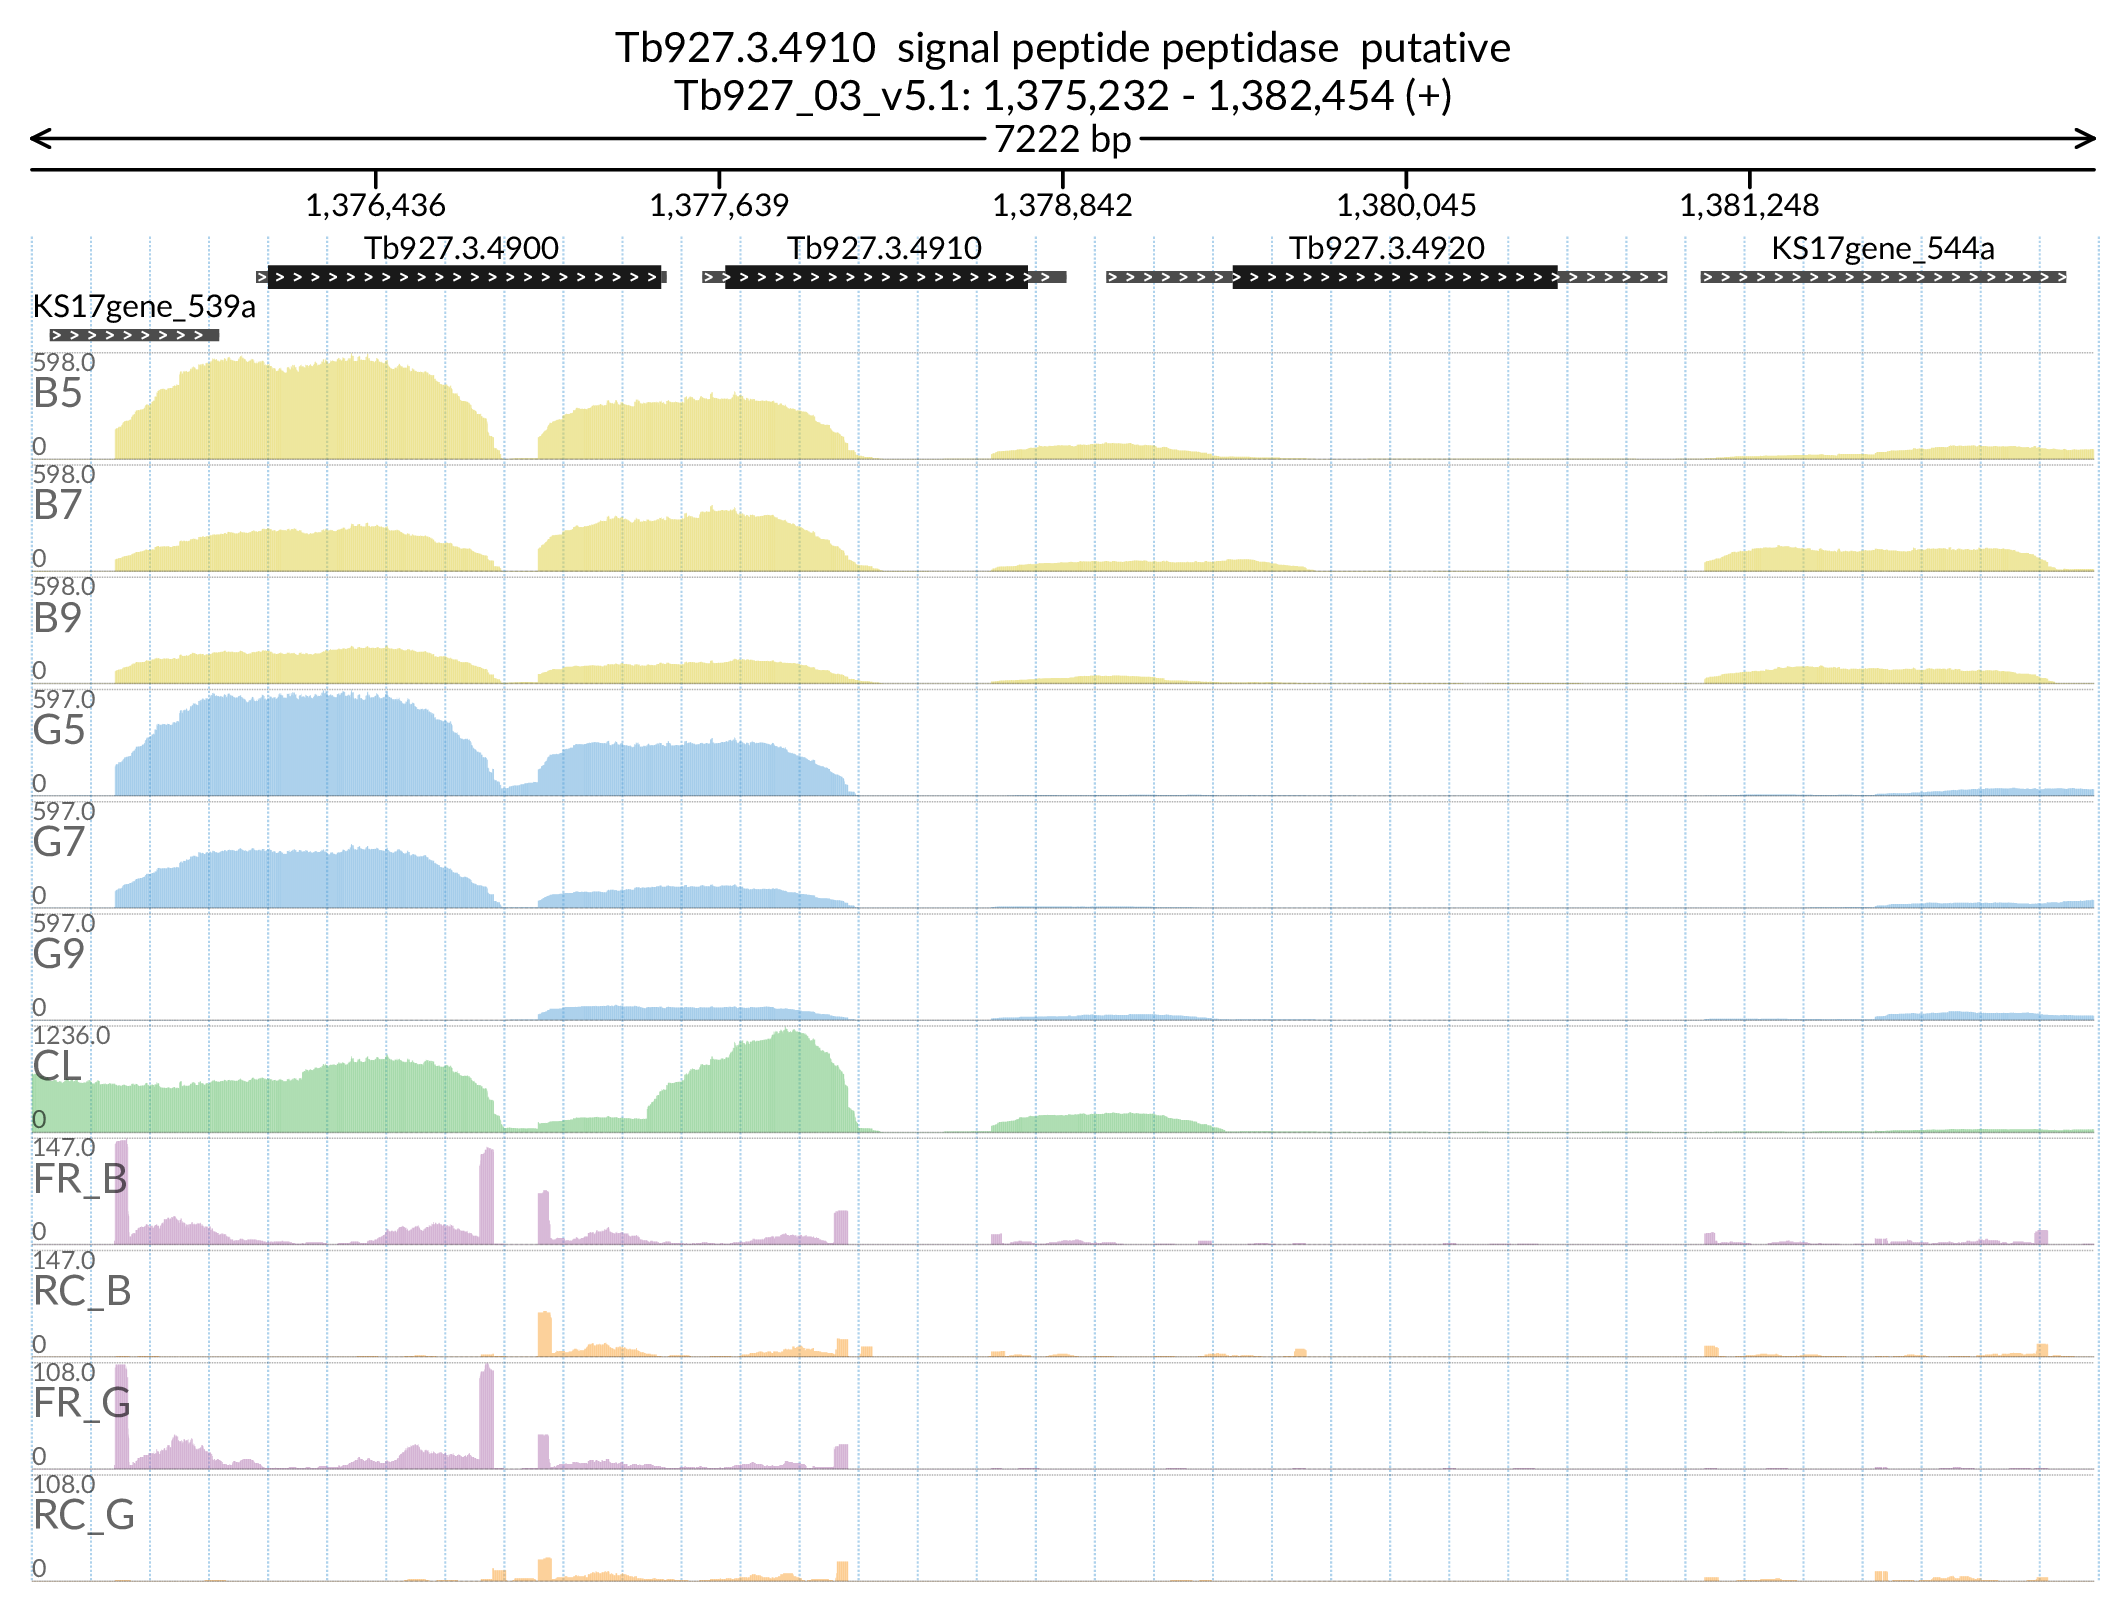 Tb927.3.4910  signal peptide peptidase  putative
Tb927_03_v5.1: 1,375,232 - 1,382,454 (+)
7222 bp
1,376,436 1,377,639 1,378,842 1,380,045 1,381,248
Tb927.3.4900 Tb927.3.4910 Tb927.3.4920 KS17gene_544a
KS17gene_539a
598.0
B5
0
598.0
B7
0
598.0
B9
0
597.0
G5
0
597.0
G7
0
597.0
G9
0
1236.0
CL
0
147.0
FR_B
0
147.0
RC_B
0
108.0
FR_G
0
108.0
RC_G
0